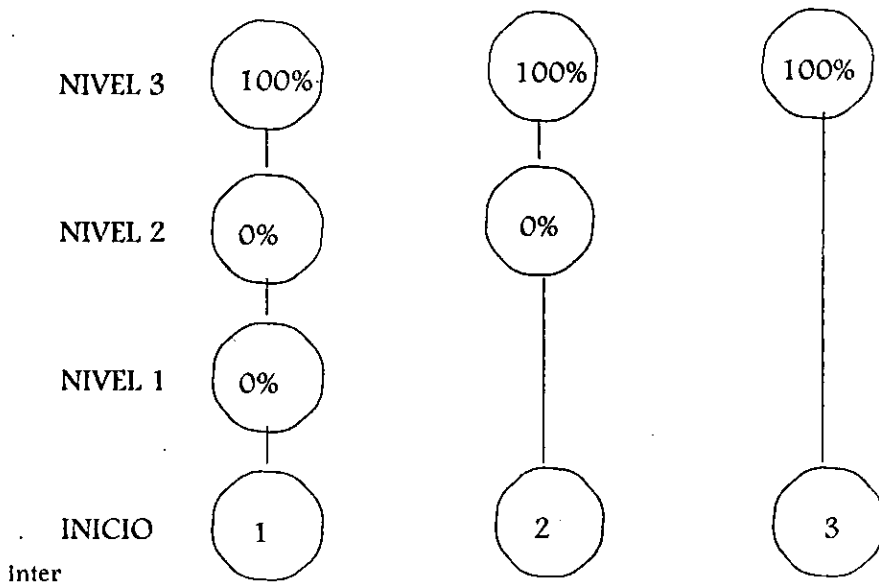 NIVEL 3 100% 100% 100%
NIVEL 2 0% 0%
NIVEL 1 0%
INICIO 1 2 3
inter